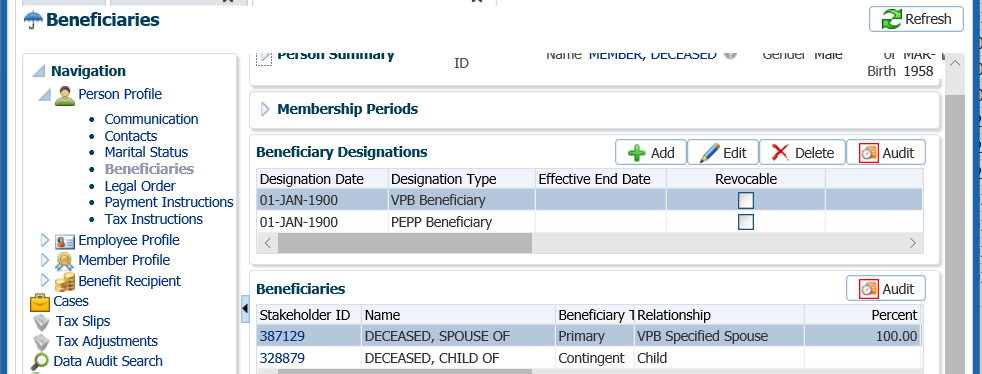 Beneficiaries
Refresh
Navigation
Person Profile
Communication
Contacts
Marital Status
Beneficiaries
Legal Order
Payment Instructions
Tax Instructions
Employee Profile
Member Profile
Benefit Recipient
Cases
Tax Slips
Tax Adjustments
Data Audit Search
Person Summary ID Name MEMBER, DECEASED Gender Male of MAR-
Birth 1958
Membership Periods
Beneficiary Designations Add Edit Delete Audit
Designation Date Designation Type Effective End Date Revocable
01-JAN-1900 VPB Beneficiary
01-JAN-1900 PEPP Beneficiary
Beneficiaries Audit
Stakeholder ID Name Beneficiary T Relationship Percent
387129 DECEASED, SPOUSE OF Primary VPB Specified Spouse 100.00
328879 DECEASED, CHILD OF Contingent Child